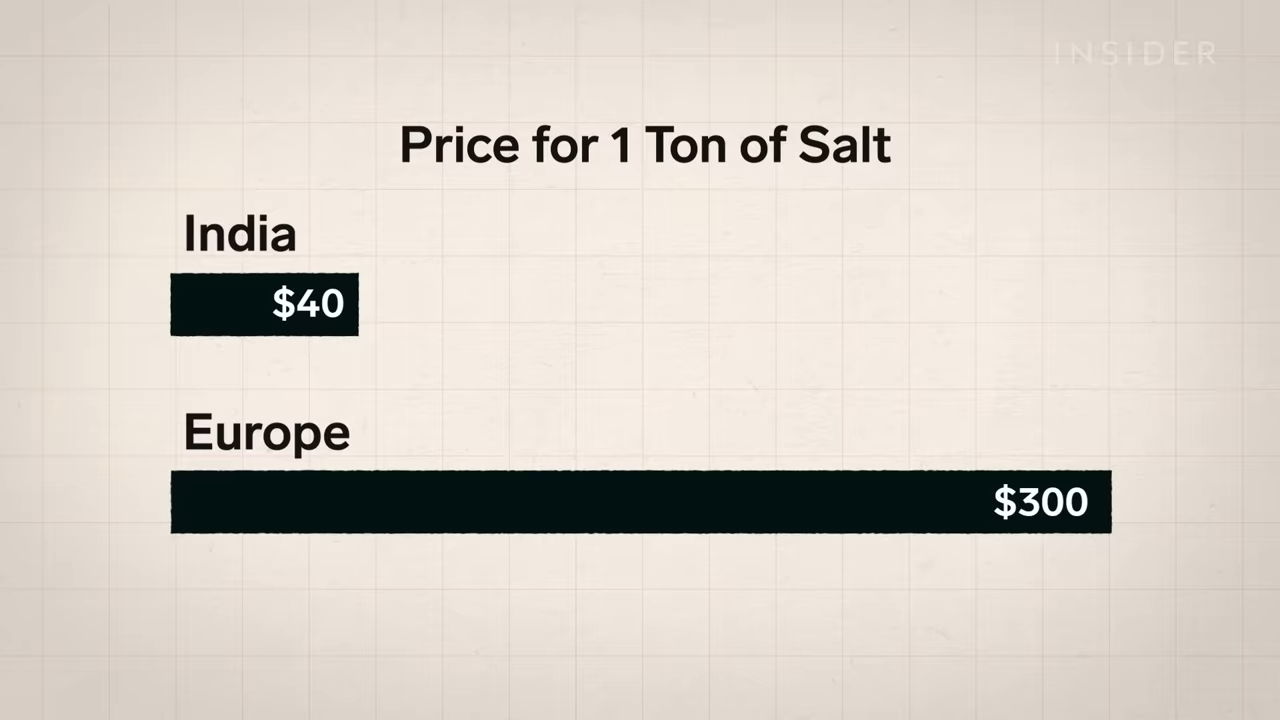 INSIDER
Price for 1 Ton of Salt
India
$40
Europe
$300